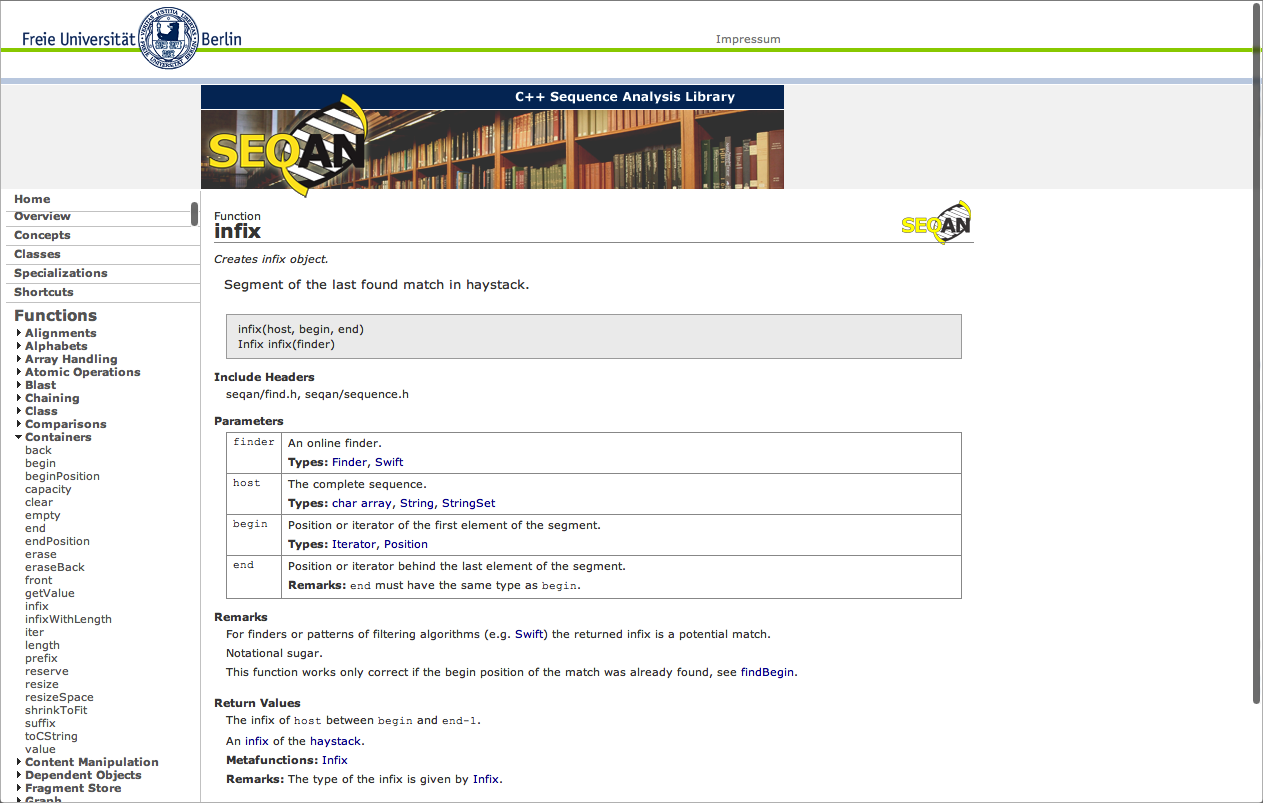 Freie Universität Berlin
Impressum
C++ Sequence Analysis Library
SEQAN
Home
Overview
Concepts
Classes
Specializations
Shortcuts
Functions
Alignments
Alphabets
Array Handling
Atomic Operations
Blast
Chaining
Class
Comparisons
Containers
back
begin
beginPosition
capacity
clear
empty
end
endPosition
erase
eraseBack
front
getValue
infix
infixWithLength
iter
length
prefix
reserve
resize
resizeSpace
shrinkToFit
suffix
toCString
value
Content Manipulation
Dependent Objects
Fragment Store
Graph
Function
infix
SEQAN
Creates infix object.
Segment of the last found match in haystack.
infix(host, begin, end)
Infix infix(finder)
Include Headers
seqan/find.h, seqan/sequence.h
Parameters
finder An online finder.
Types: Finder, Swift
host The complete sequence.
Types: char array, String, StringSet
begin Position or iterator of the first element of the segment.
Types: Iterator, Position
end Position or iterator behind the last element of the segment.
Remarks: end must have the same type as begin.
Remarks
For finders or patterns of filtering algorithms (e.g. Swift) the returned infix is a potential match.
Notational sugar.
This function works only correct if the begin position of the match was already found, see findBegin.
Return Values
The infix of host between begin and end-1.
An infix of the haystack.
Metafunctions: Infix
Remarks: The type of the infix is given by Infix.